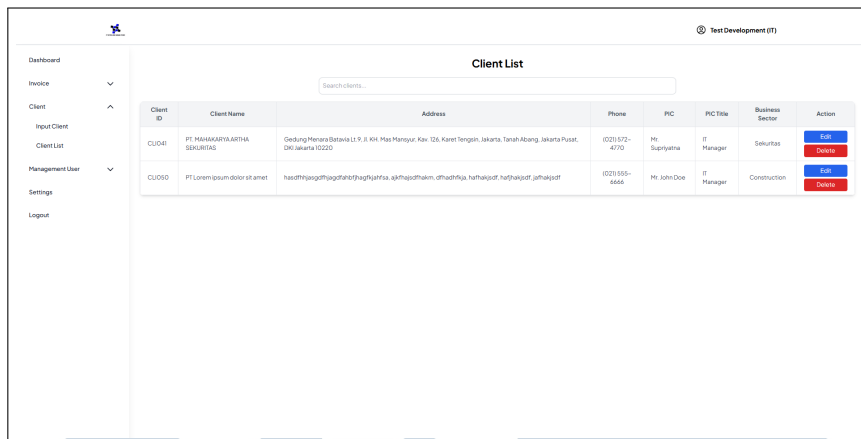 Test Development (IT)
Dashboard
Invoice
Client
Input Client
Client List
Management User
Settings
Logout
Client List
Search clients...
Client ID Client Name Address Phone PIC PIC Title Business Sector Action
CLI041 PT. MAHAKARYA ARTHA SEKURITAS Gedung Menara Batavia Lt.9, Jl. KH. Mas Mansyur, Kav. 126, Karet Tengsin, Jakarta, Tanah Abang, Jakarta Pusat, DKI Jakarta 10220 (021) 572-4770 Mr. Supriyatna IT Manager Sekuritas Edit Delete
CLI050 PT Lorem ipsum dolor sit amet hasdfhhjasgdfhjagdfahbfjhagfkjahfsa, ajkfhajsdfhakm, dfhadhfkja, hafhakjsdf, hafjhakjsdf, jafhakjsdf (021) 555-6666 Mr. John Doe IT Manager Construction Edit Delete